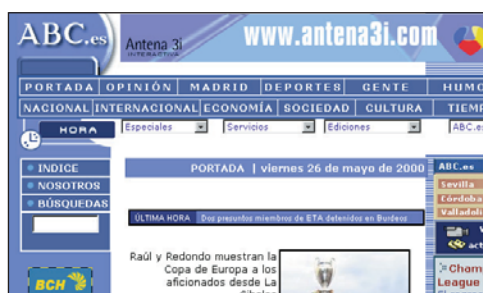 ABC.es
Antena 3i
INTERACTIVA
www.antena3i.com
PORTADA OPINIÓN MADRID DEPORTES GENTE HUMO
NACIONAL INTERNACIONAL ECONOMÍA SOCIEDAD CULTURA TIEMP
HORA
Especiales Servicios Ediciones ABC.e
INDICE
NOSOTROS
BÚSQUEDAS
PORTADA | viernes 26 de mayo de 2000
ÚLTIMA HORA Dos presuntos miembros de ETA detenidos en Burdeos
Raúl y Redondo muestran la
Copa de Europa a los
aficionados desde La
BCH
ABC.es
Sevilla
Córdoba
Valladoli
V
act
Cham
League